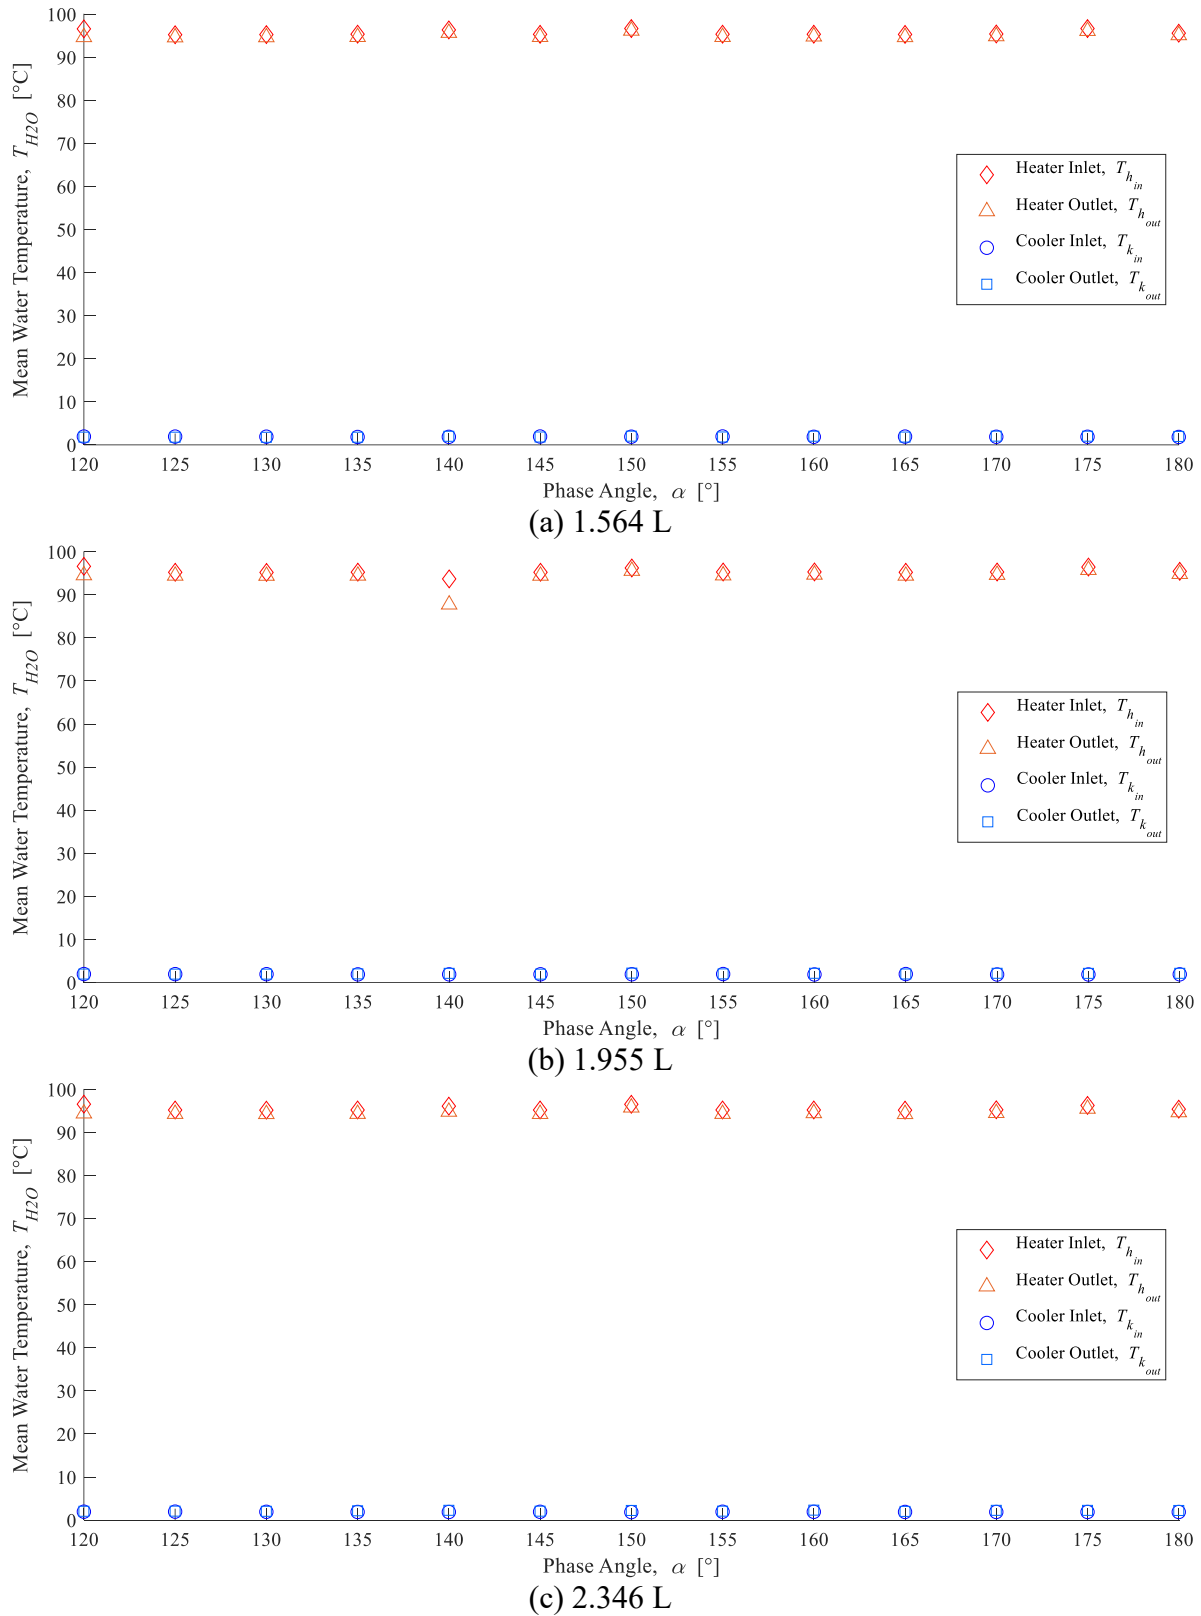 100
90
80
70
60
50
40
30
20
10
0
Mean Water Temperature, T_H2O [°C]
Heater Inlet, T_h_in
Heater Outlet, T_h_out
Cooler Inlet, T_k_in
Cooler Outlet, T_k_out
120 125 130 135 140 145 150 155 160 165 170 175 180
Phase Angle, α [°]
(a) 1.564 L
100
90
80
70
60
50
40
30
20
10
0
Mean Water Temperature, T_H2O [°C]
Heater Inlet, T_h_in
Heater Outlet, T_h_out
Cooler Inlet, T_k_in
Cooler Outlet, T_k_out
120 125 130 135 140 145 150 155 160 165 170 175 180
Phase Angle, α [°]
(b) 1.955 L
100
90
80
70
60
50
40
30
20
10
0
Mean Water Temperature, T_H2O [°C]
Heater Inlet, T_h_in
Heater Outlet, T_h_out
Cooler Inlet, T_k_in
Cooler Outlet, T_k_out
120 125 130 135 140 145 150 155 160 165 170 175 180
Phase Angle, α [°]
(c) 2.346 L